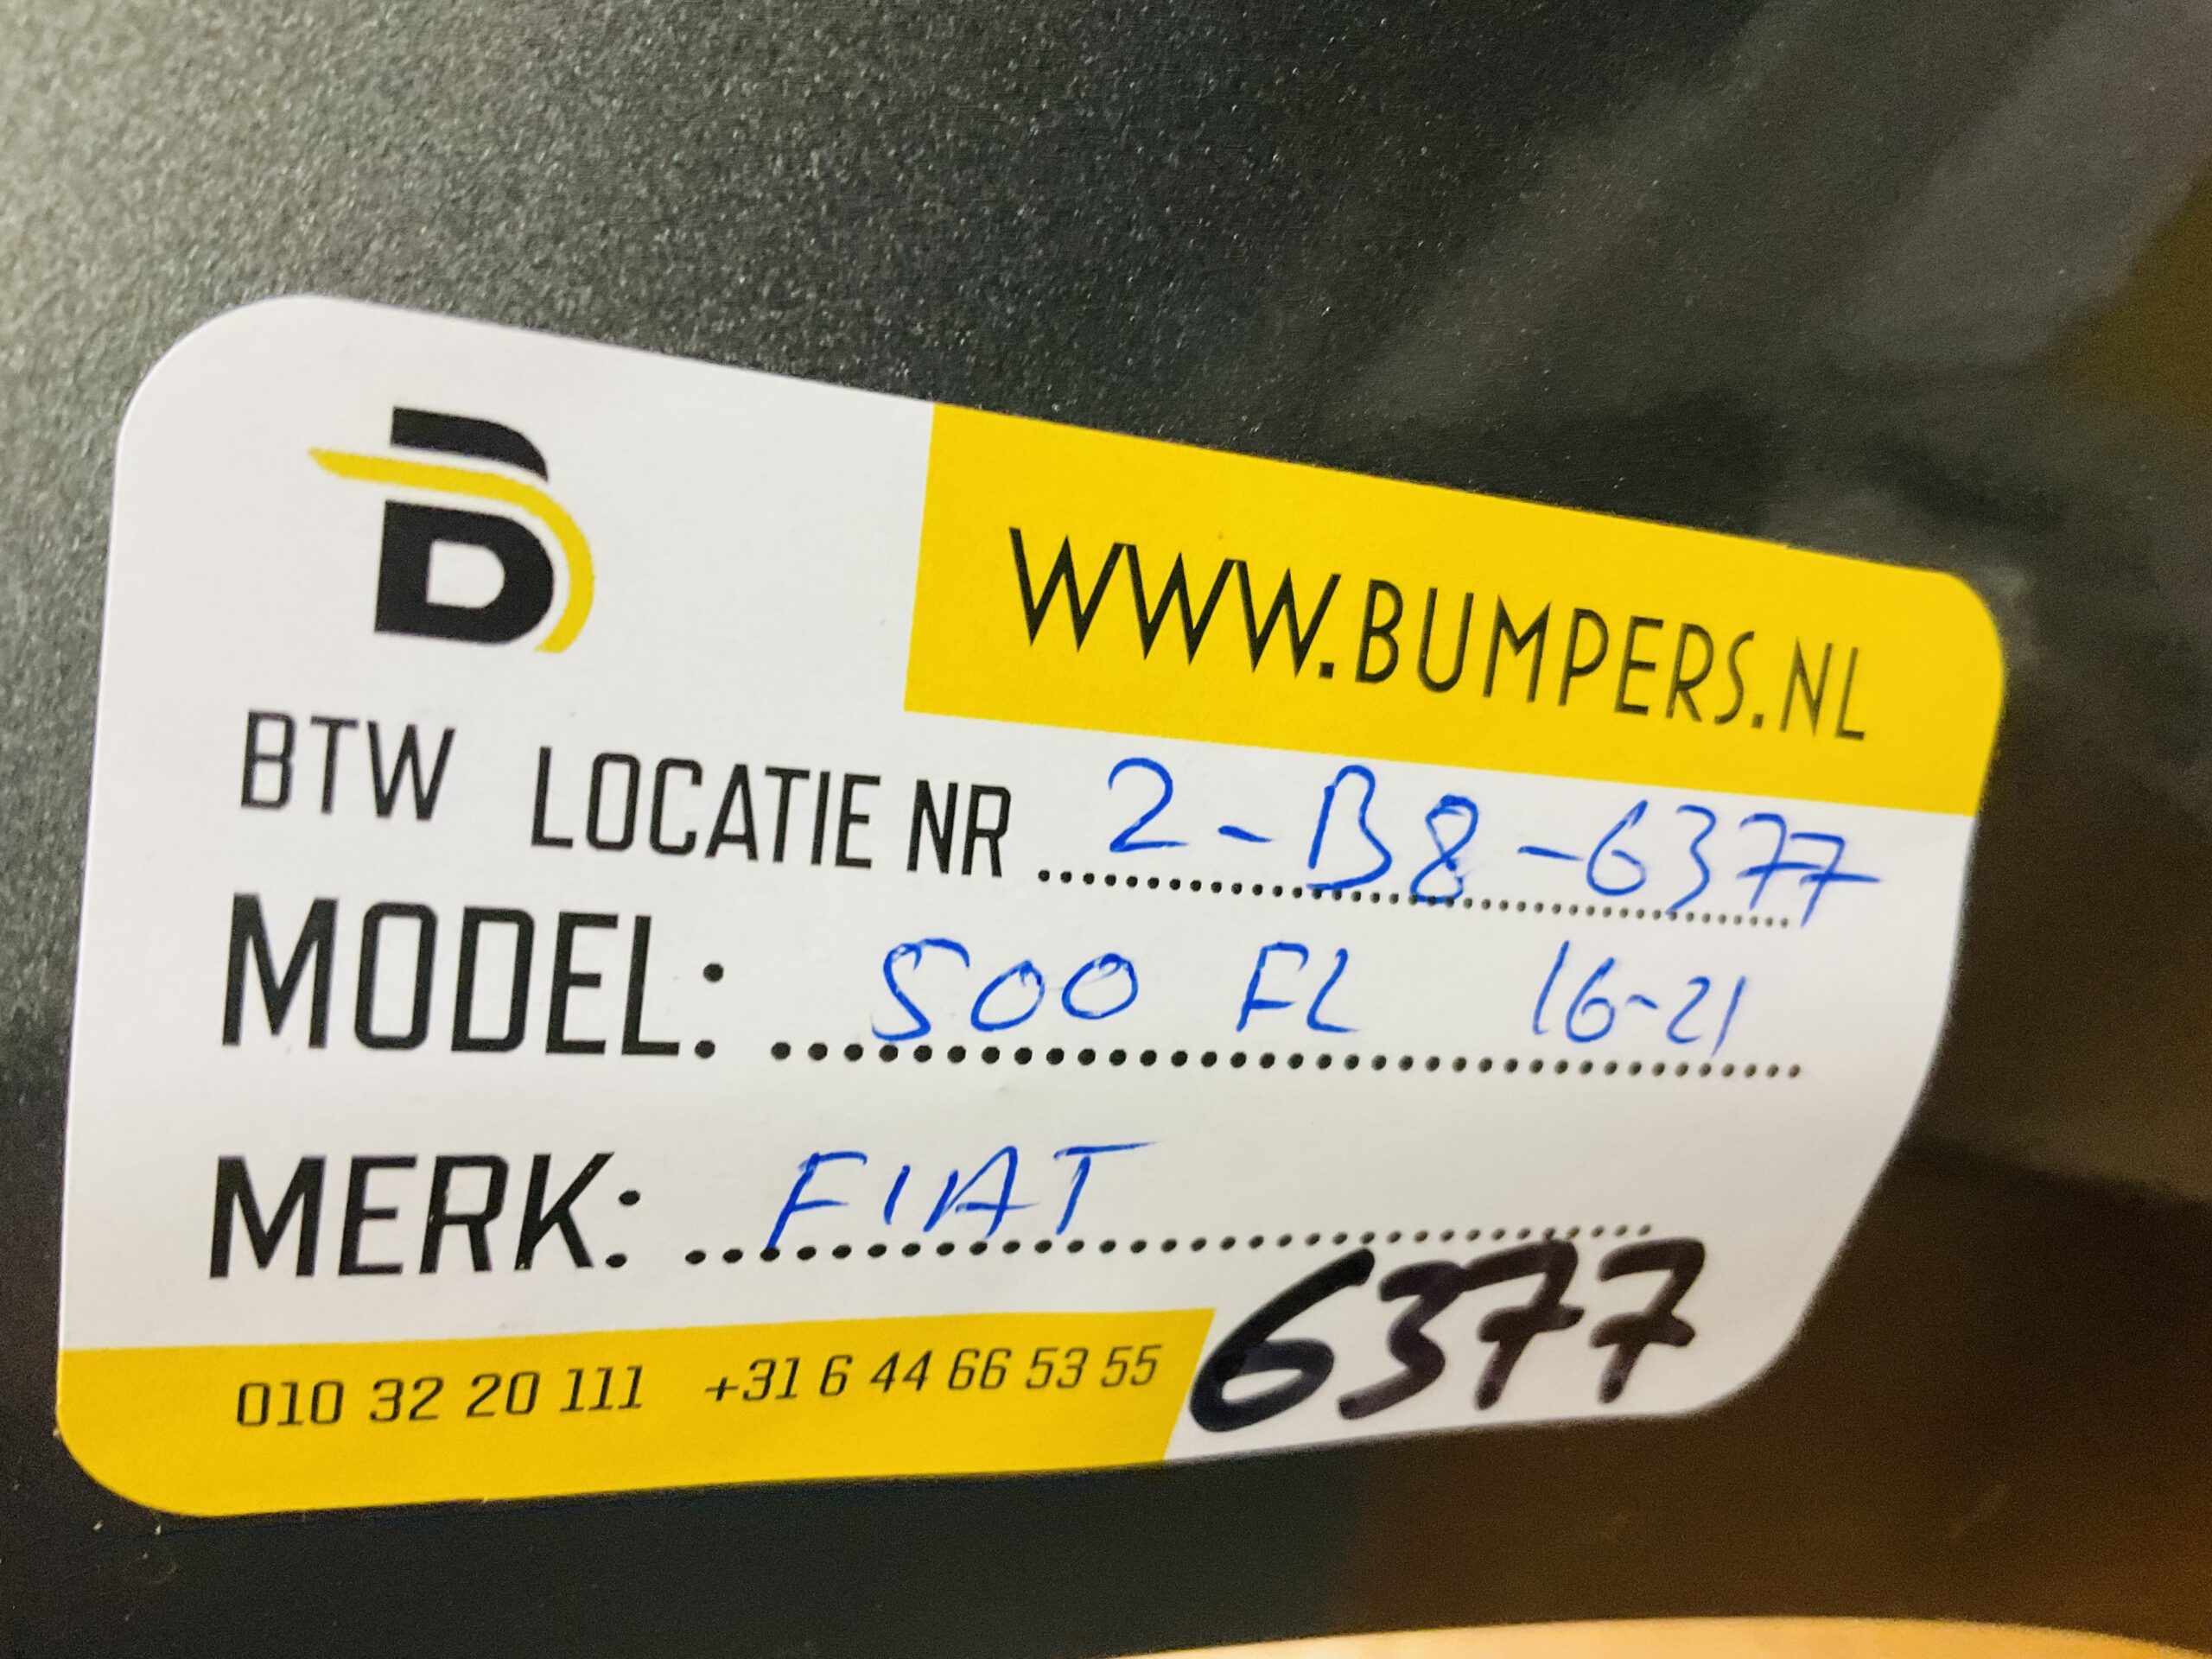 B
WWW.BUMPERS.NL
BTW LOCATIE NR 2-B8-6377
MODEL: 500 FL 16-21
MERK: FIAT
6377
010 32 20 111 +31 6 44 66 53 55